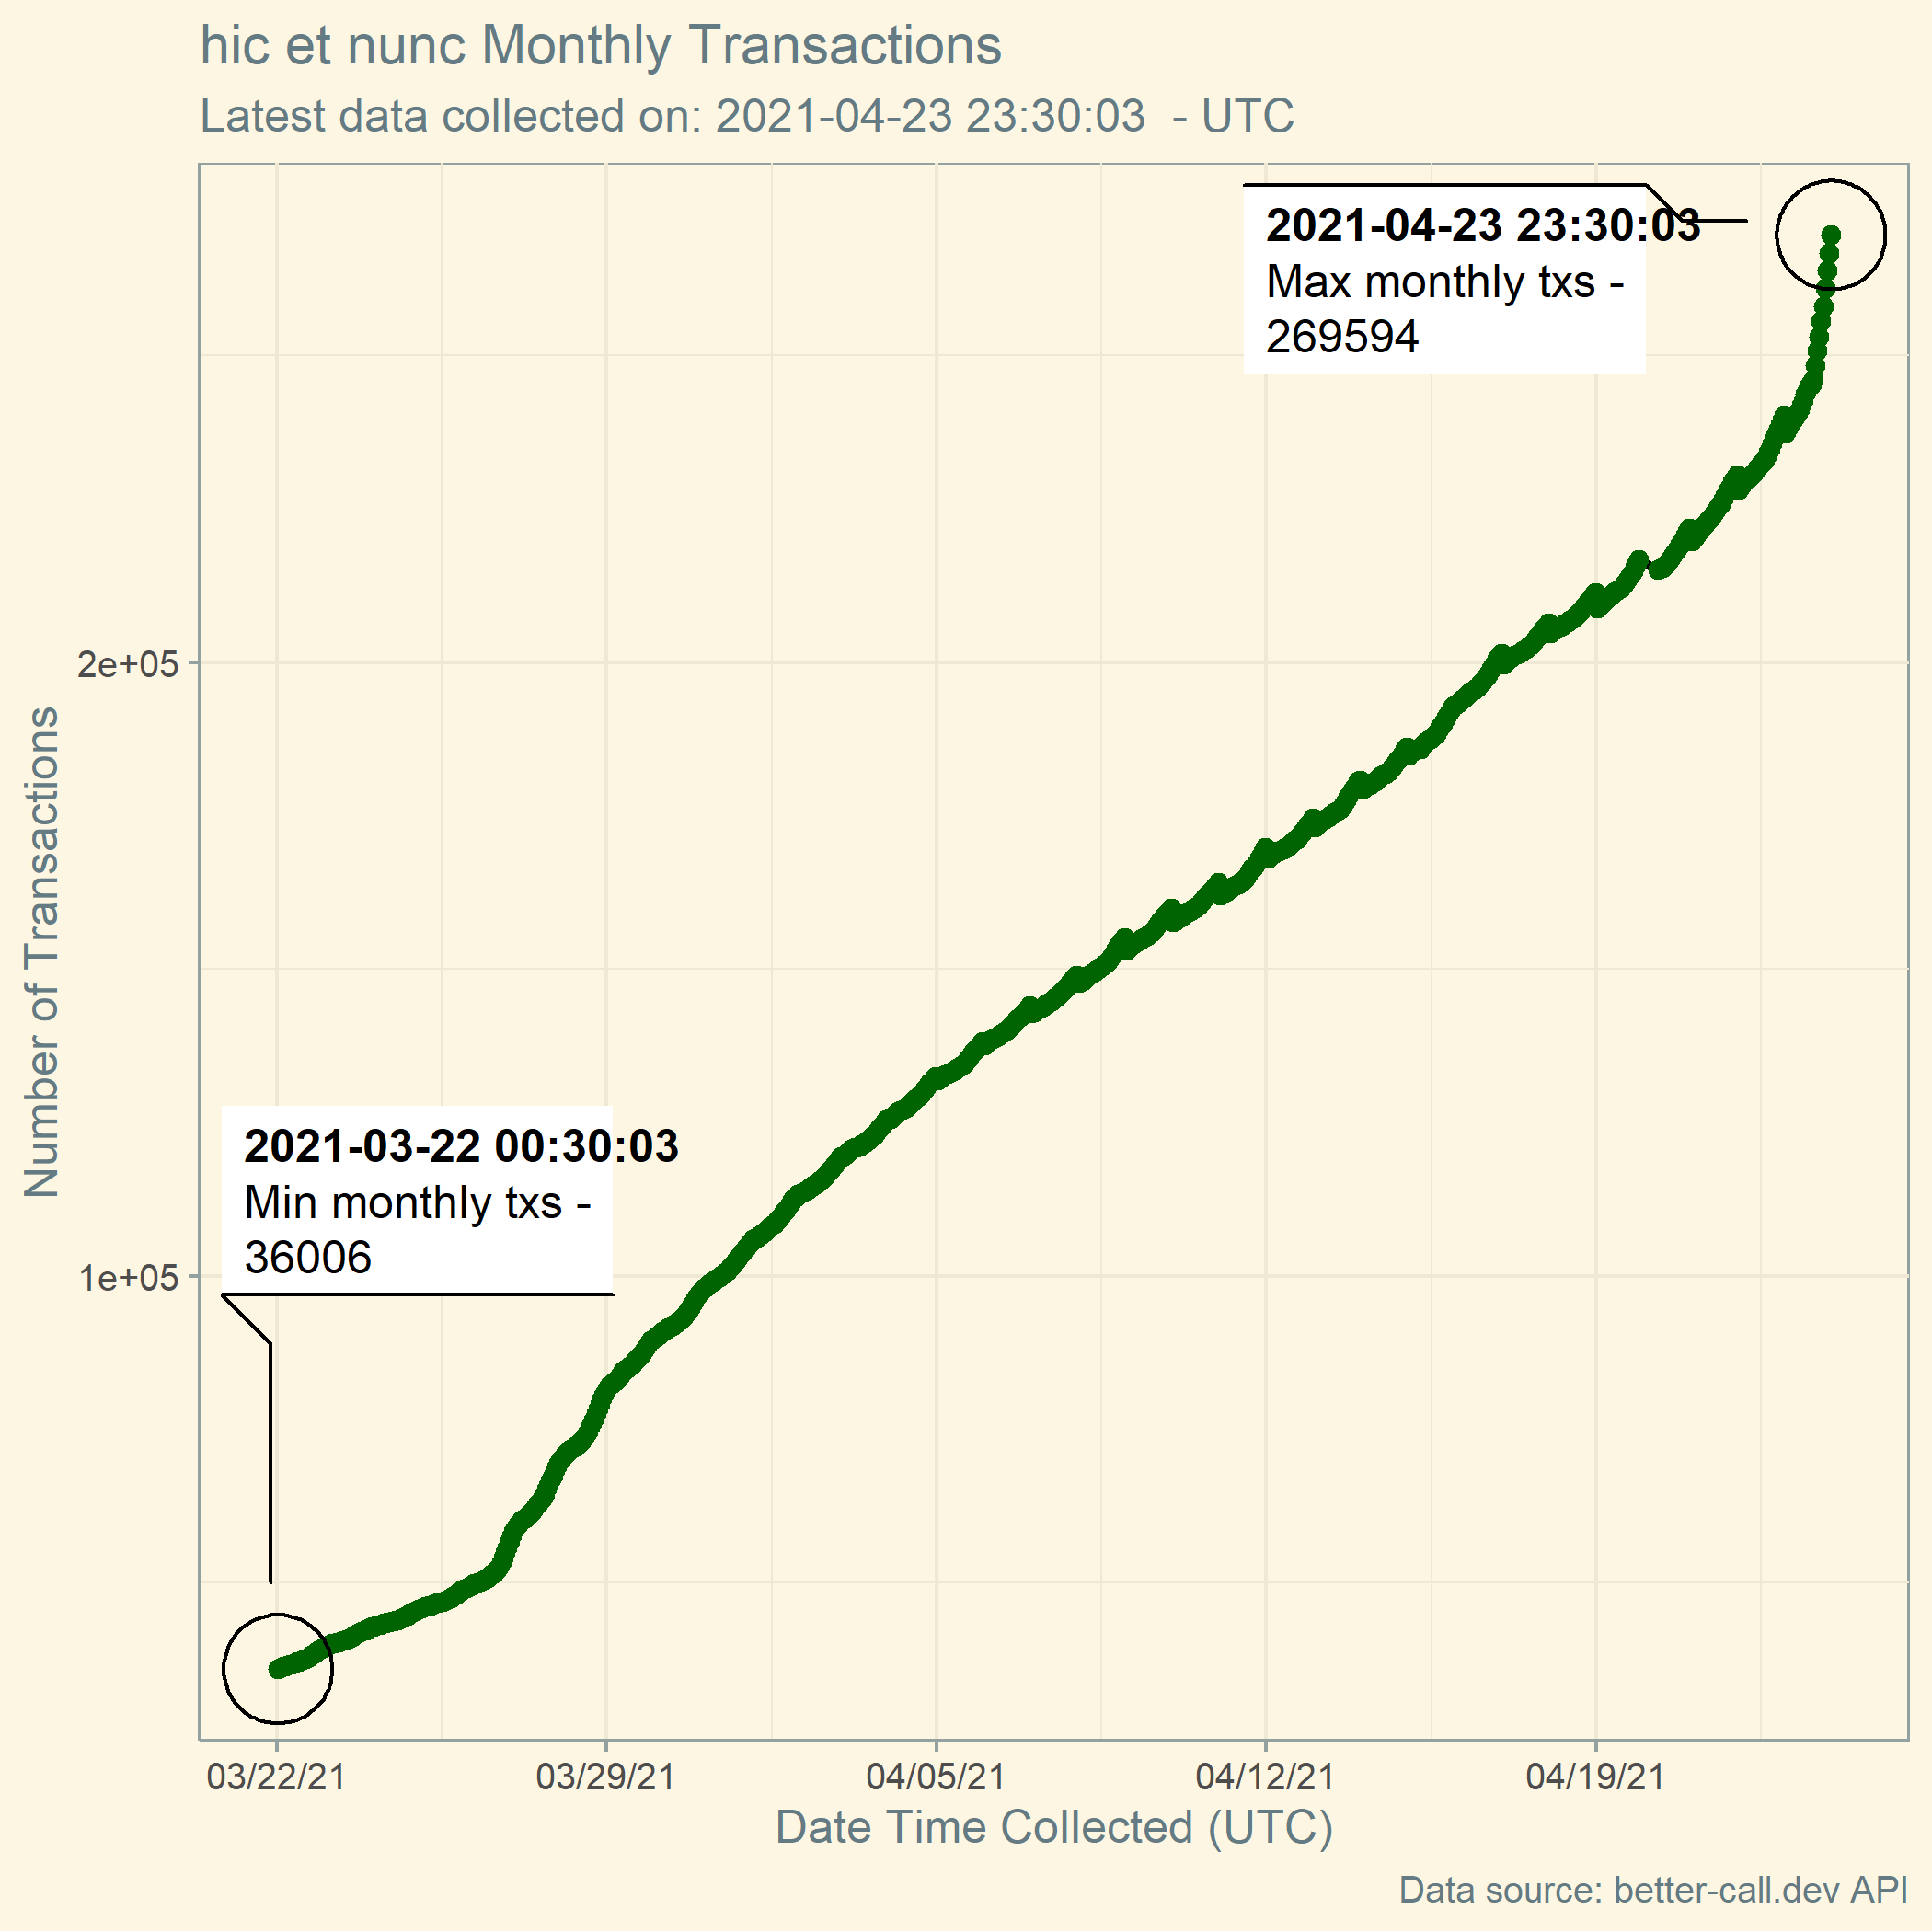 hic et nunc Monthly Transactions
Latest data collected on: 2021-04-23 23:30:03  - UTC
2021-04-23 23:30:03
Max monthly txs -
269594
2e+05
Number of Transactions
2021-03-22 00:30:03
Min monthly txs -
36006
1e+05
03/22/21 03/29/21 04/05/21 04/12/21 04/19/21
Date Time Collected (UTC)
Data source: better-call.dev API